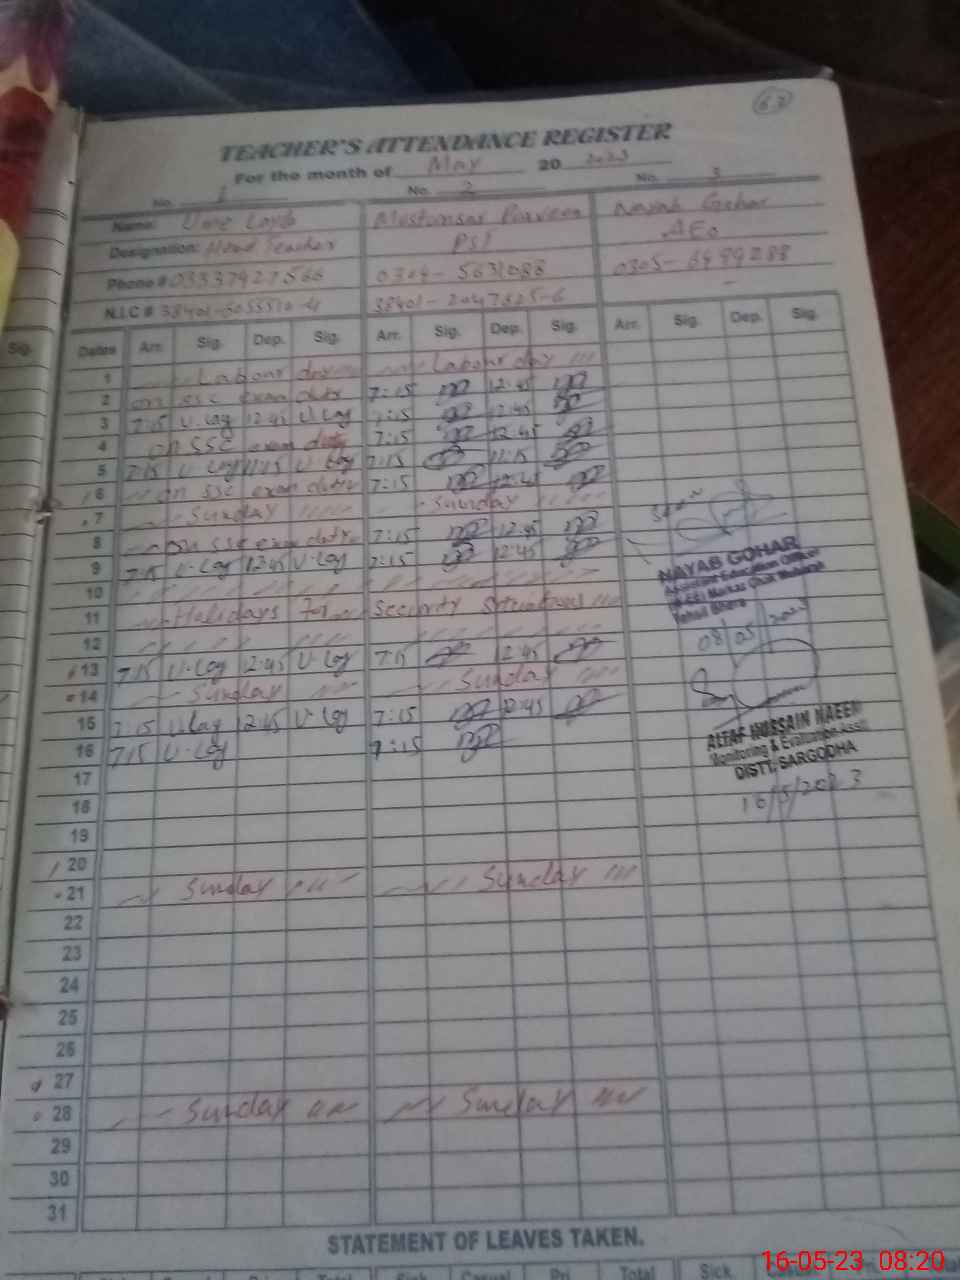 63
TEACHER'S ATTENDANCE REGISTER
For the month of May 20 2023
No. 1 No. 2 No. 3
Name: Mustansar Parveen Nayab Gohar
Designation: Head Teacher PST AEO
Phone #
N.I.C #
Sig. Dates Arr. Sig. Dep. Sig. Arr. Sig. Dep. Sig. Arr. Sig. Dep. Sig.
1 Labour day Labour day
2 on SSC exam duty 7:15 12:45
3 7:15 U.Lay 12:45 U.Lay 7:15 12:45
4 on SSC exam duty 7:15 12:45
5 7:15 U.Lay 11:15 U.Lay 7:15 11:15
6 on SSC exam duty 7:15 12:45
7 Sunday Sunday
8 on SSC exam duty 7:15 12:45
9 7:15 U.Lay 12:45 U.Lay 7:15 12:45
10
11 Holidays For Security situations
12
13 7:15 U.Lay 12:45 U.Lay 7:15 12:45
14 Sunday Sunday
15 7:15 U.Lay 12:45 U.Lay 7:15 12:45
16 7:15 U.Lay 7:15
17
18
19
20
21 Sunday Sunday
22
23
24
25
26
27
28 Sunday Sunday
29
30
31
NAYAB GOHAR
Assistant Education Officer
Tehsil Bhera
08/05/2023
ALTAF HUSSAIN NAEEM
Monitoring & Evaluation Asstt.
DISTT. SARGODHA
16/5/2023
STATEMENT OF LEAVES TAKEN.
Total Sick Casual Pri. Total Sick.
16-05-23 08:20